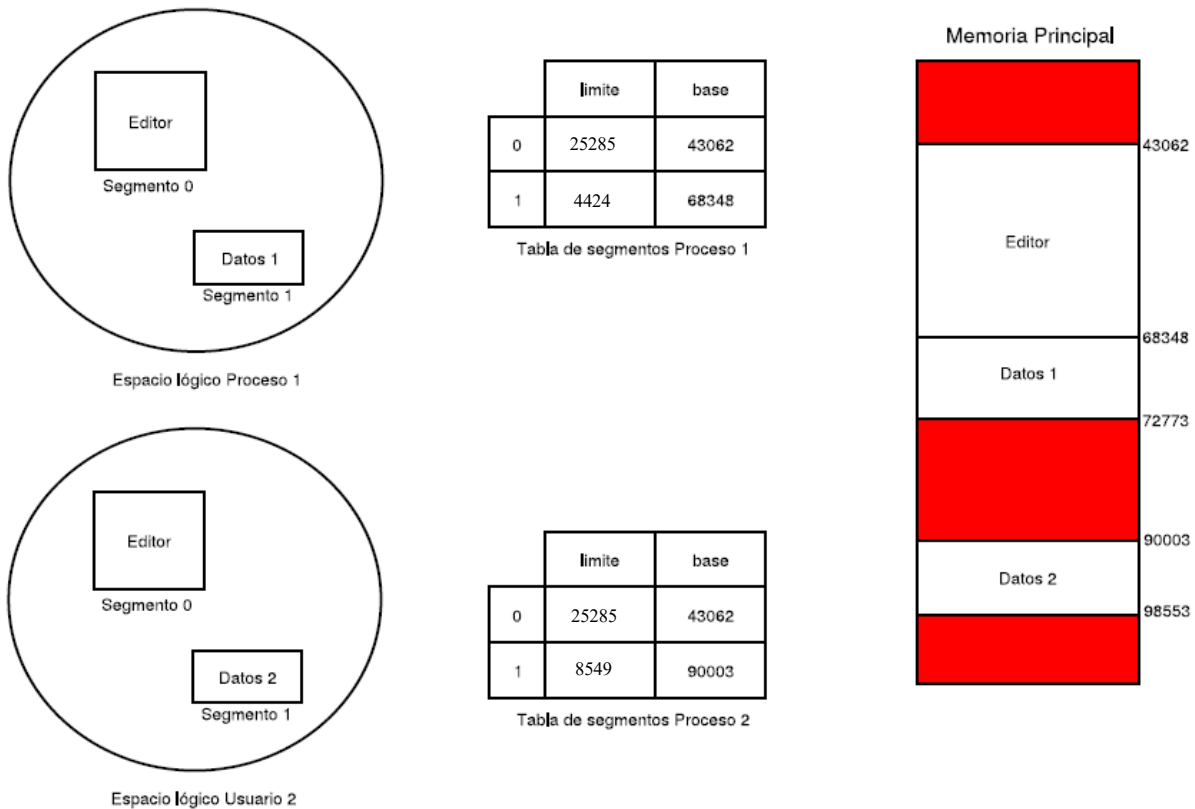 Editor
Segmento 0
Datos 1
Segmento 1
Espacio lógico Proceso 1
limite base
0 25285 43062
1 4424 68348
Tabla de segmentos Proceso 1
Editor
Segmento 0
Datos 2
Segmento 1
Espacio lógico Usuario 2
limite base
0 25285 43062
1 8549 90003
Tabla de segmentos Proceso 2
Memoria Principal
43062
Editor
68348
Datos 1
72773
90003
Datos 2
98553